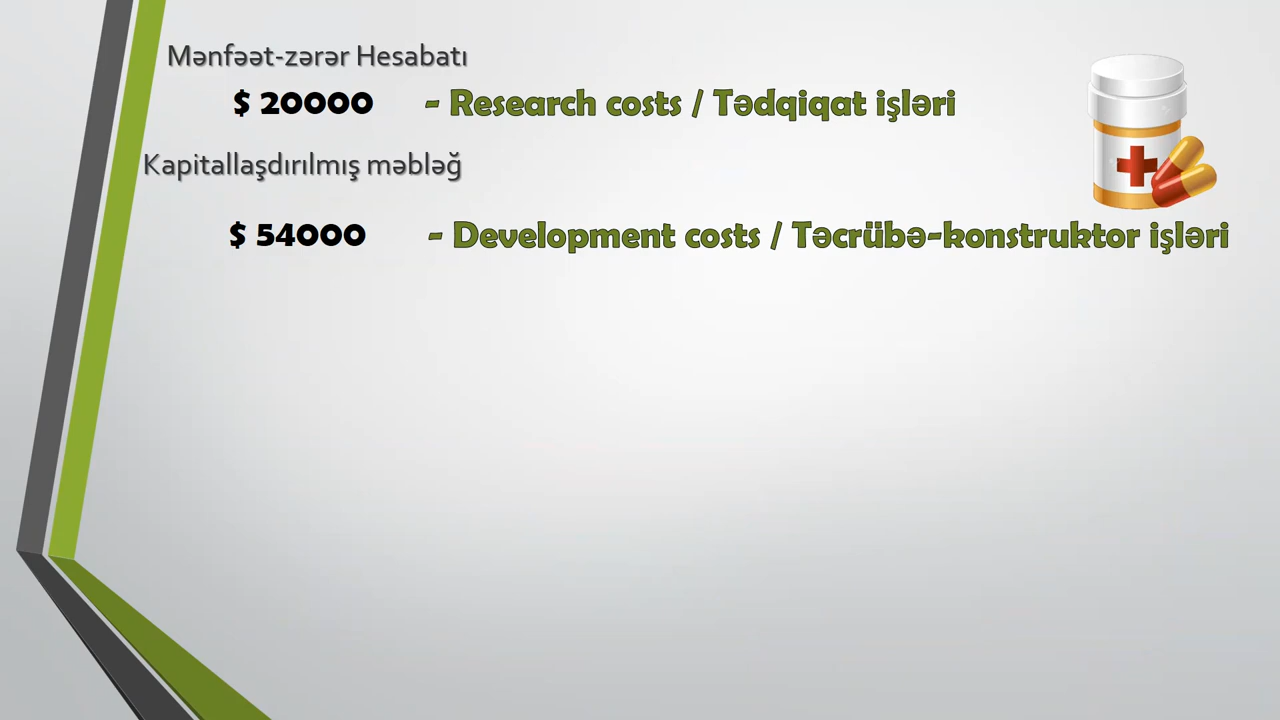 Mənfəət-zərər Hesabatı
$ 20000 - Research costs / Tədqiqat işləri
Kapitallaşdırılmış məbləğ
$ 54000 - Development costs / Təcrübə-konstruktor işləri